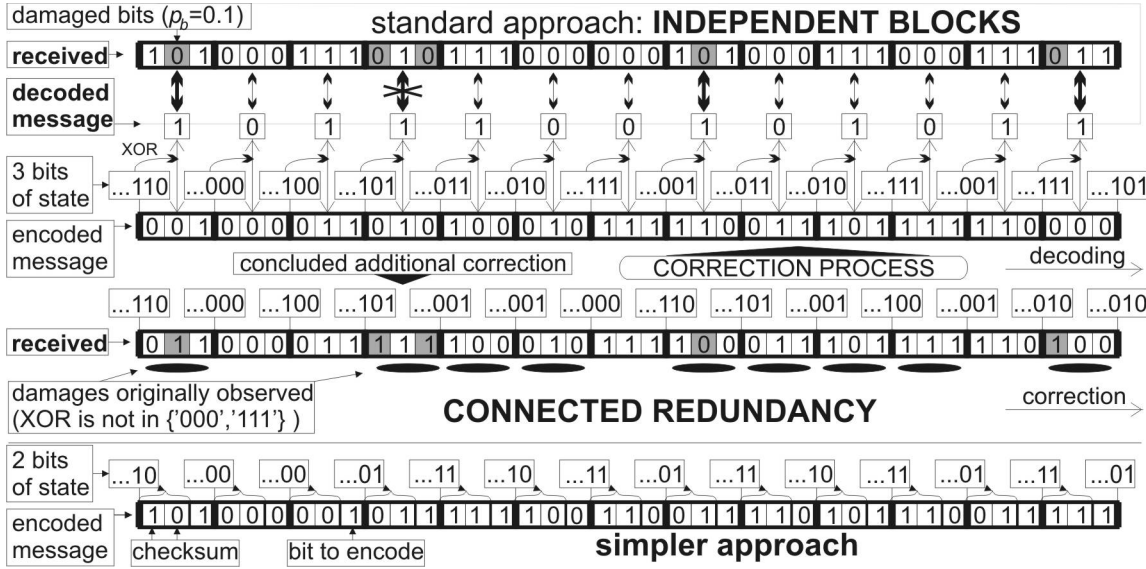 damaged bits (p_b=0.1)
standard approach: INDEPENDENT BLOCKS
received
1 0 1 0 0 0 1 1 1 0 1 0 1 1 1 0 0 0 0 0 0 1 0 1 0 0 0 1 1 1 0 0 0 1 1 1 0 1 1
decoded
message
1 0 1 1 1 0 0 1 0 1 0 1 1
XOR
3 bits
of state
...110 ...000 ...100 ...101 ...011 ...010 ...111 ...001 ...011 ...010 ...111 ...001 ...111 ...101
encoded
message
0 0 1 0 0 0 0 1 1 0 1 0 1 0 0 0 1 0 1 1 1 1 1 0 0 1 1 1 0 1 1 1 1 1 1 0 0 0 0
concluded additional correction
CORRECTION PROCESS
decoding
...110 ...000 ...100 ...101 ...001 ...001 ...000 ...110 ...101 ...001 ...100 ...001 ...010 ...010
received
0 1 1 0 0 0 0 1 1 1 1 1 1 0 0 0 1 0 1 1 1 1 0 0 0 1 1 1 0 1 1 1 1 1 1 0 1 0 0
damages originally observed
(XOR is not in {'000','111'} )
CONNECTED REDUNDANCY
correction
2 bits
of state
...10 ...00 ...00 ...01 ...11 ...10 ...11 ...01 ...11 ...10 ...11 ...01 ...11 ...01
encoded
message
1 0 1 0 0 0 0 0 1 0 1 1 1 1 1 1 0 0 1 1 0 0 1 1 1 1 0 1 0 1 1 1 0 0 1 1 1 1 1
checksum
bit to encode
simpler approach